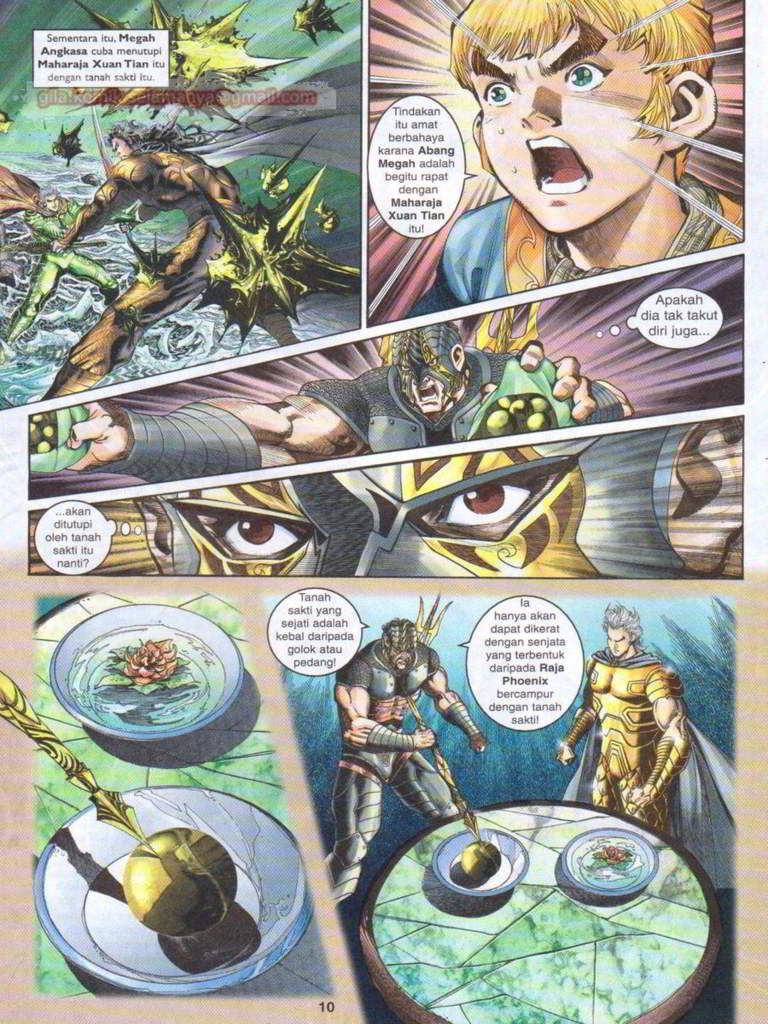 Sementara itu, Megah
Angkasa cuba menutupi
Maharaja Xuan Tian itu
dengan tanah sakti itu.
Tindakan
itu amat
berbahaya
karana Abang
Megah adalah
begitu rapat
dengan
Maharaja
Xuan Tian
itu!
Apakah
dia tak takut
diri juga...
...akan
ditutupi
oleh tanah
sakti itu
nanti?
Tanah
sakti yang
sejati adalah
kebal daripada
golok atau
pedang!
Ia
hanya akan
dapat dikerat
dengan senjata
yang terbentuk
daripada Raja
Phoenix
bercampur
dengan tanah
sakti!
10